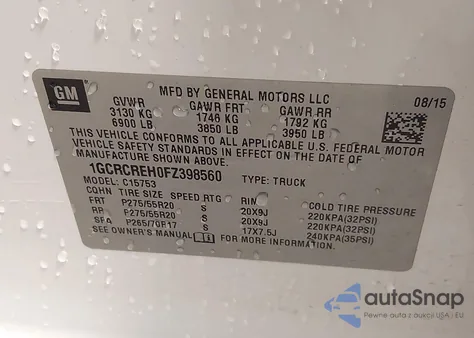 GM
MFD BY GENERAL MOTORS LLC
08/15
GVWR GAWR FRT GAWR RR
3130 KG 1746 KG 1792 KG
6900 LB 3850 LB 3950 LB
THIS VEHICLE CONFORMS TO ALL APPLICABLE U.S. FEDERAL MOTOR
VEHICLE SAFETY STANDARDS IN EFFECT ON THE DATE OF
MANUFACTURE SHOWN ABOVE.
1GCRCREH0FZ398560 TYPE: TRUCK
MODEL: C15753
TIRE SIZE SPEED RTG RIM COLD TIRE PRESSURE
FRT P275/55R20 S 20X9J 220KPA(32PSI)
RR P275/55R20 S 20X9J 220KPA(32PSI)
SPA P265/70R17 S 17X7.5J 240KPA(35PSI)
SEE OWNER'S MANUAL FOR MORE INFORMATION.
autoSnap
Pewne auta z aukcji USA i EU